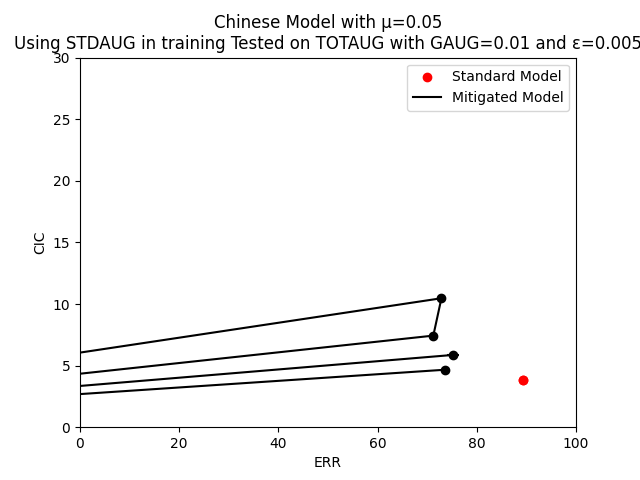 Chinese Model with μ=0.05
Using STDAUG in training Tested on TOTAUG with GAUG=0.01 and ε=0.005
Standard Model
Mitigated Model
30
25
20
15
10
5
0
CIC
0 20 40 60 80 100
ERR